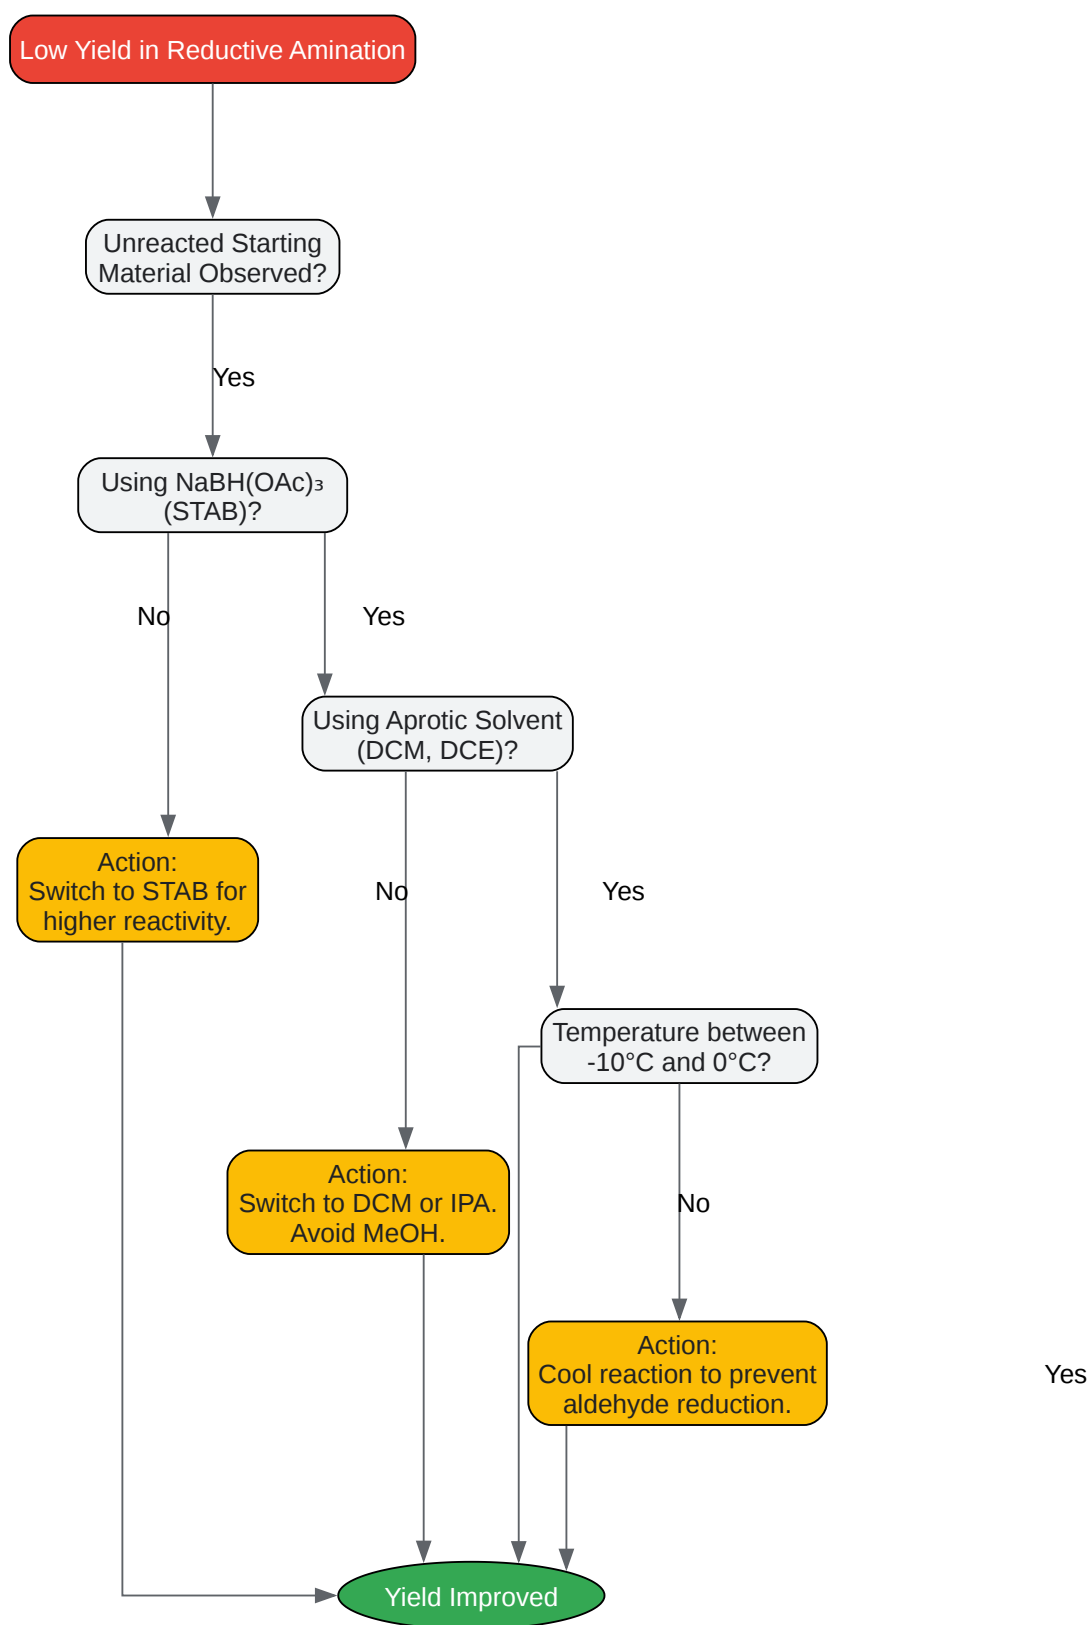 Low Yield in Reductive Amination
Unreacted Starting
Material Observed?
Yes
Using NaBH(OAc)₃
(STAB)?
No
Yes
Using Aprotic Solvent
(DCM, DCE)?
Action:
Switch to STAB for
higher reactivity.
No
Yes
Temperature between
-10°C and 0°C?
Action:
Switch to DCM or IPA.
Avoid MeOH.
No
Action:
Cool reaction to prevent
aldehyde reduction.
Yes
Yield Improved